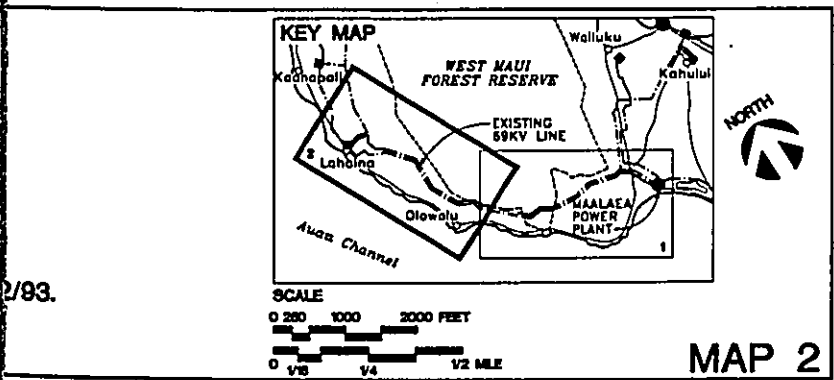 KEY MAP
Wailuku
Kaanapali
WEST MAUI
FOREST RESERVE
Kahului
NORTH
EXISTING
69KV LINE
2
Lahaina
Olowalu
MAALAEA
POWER
PLANT
1
Auau Channel
2/93.
SCALE
0 250 1000 2000 FEET
0 1/16 1/4 1/2 MILE
MAP 2